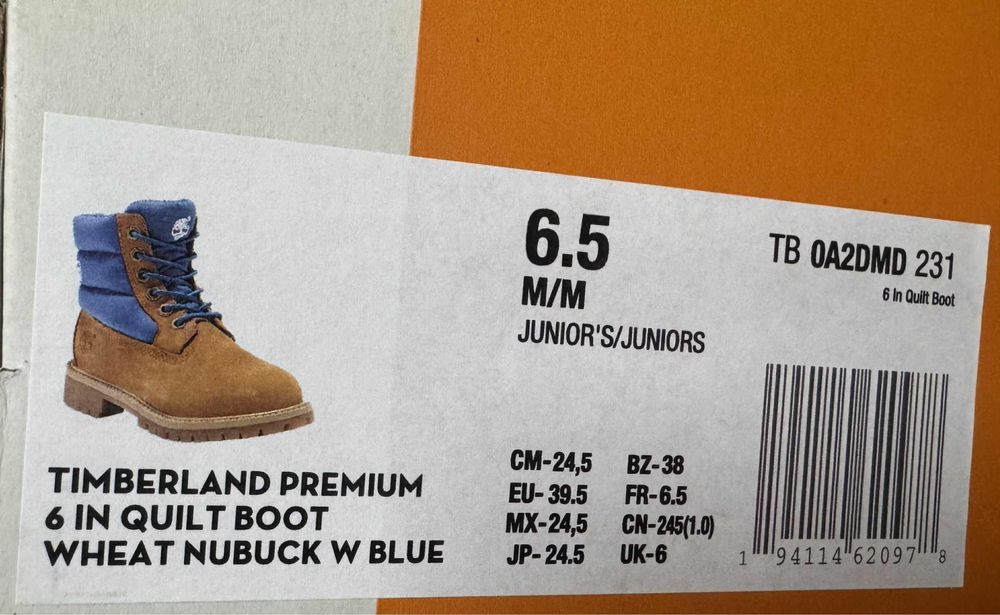 6.5
M/M
JUNIOR'S/JUNIORS
TB 0A2DMD 231
6 In Quilt Boot
TIMBERLAND PREMIUM
6 IN QUILT BOOT
WHEAT NUBUCK W BLUE
CM-24,5 BZ-38
EU-39.5 FR-6.5
MX-24,5 CN-245(1.0)
JP-24.5 UK-6
1 94114 62097 8